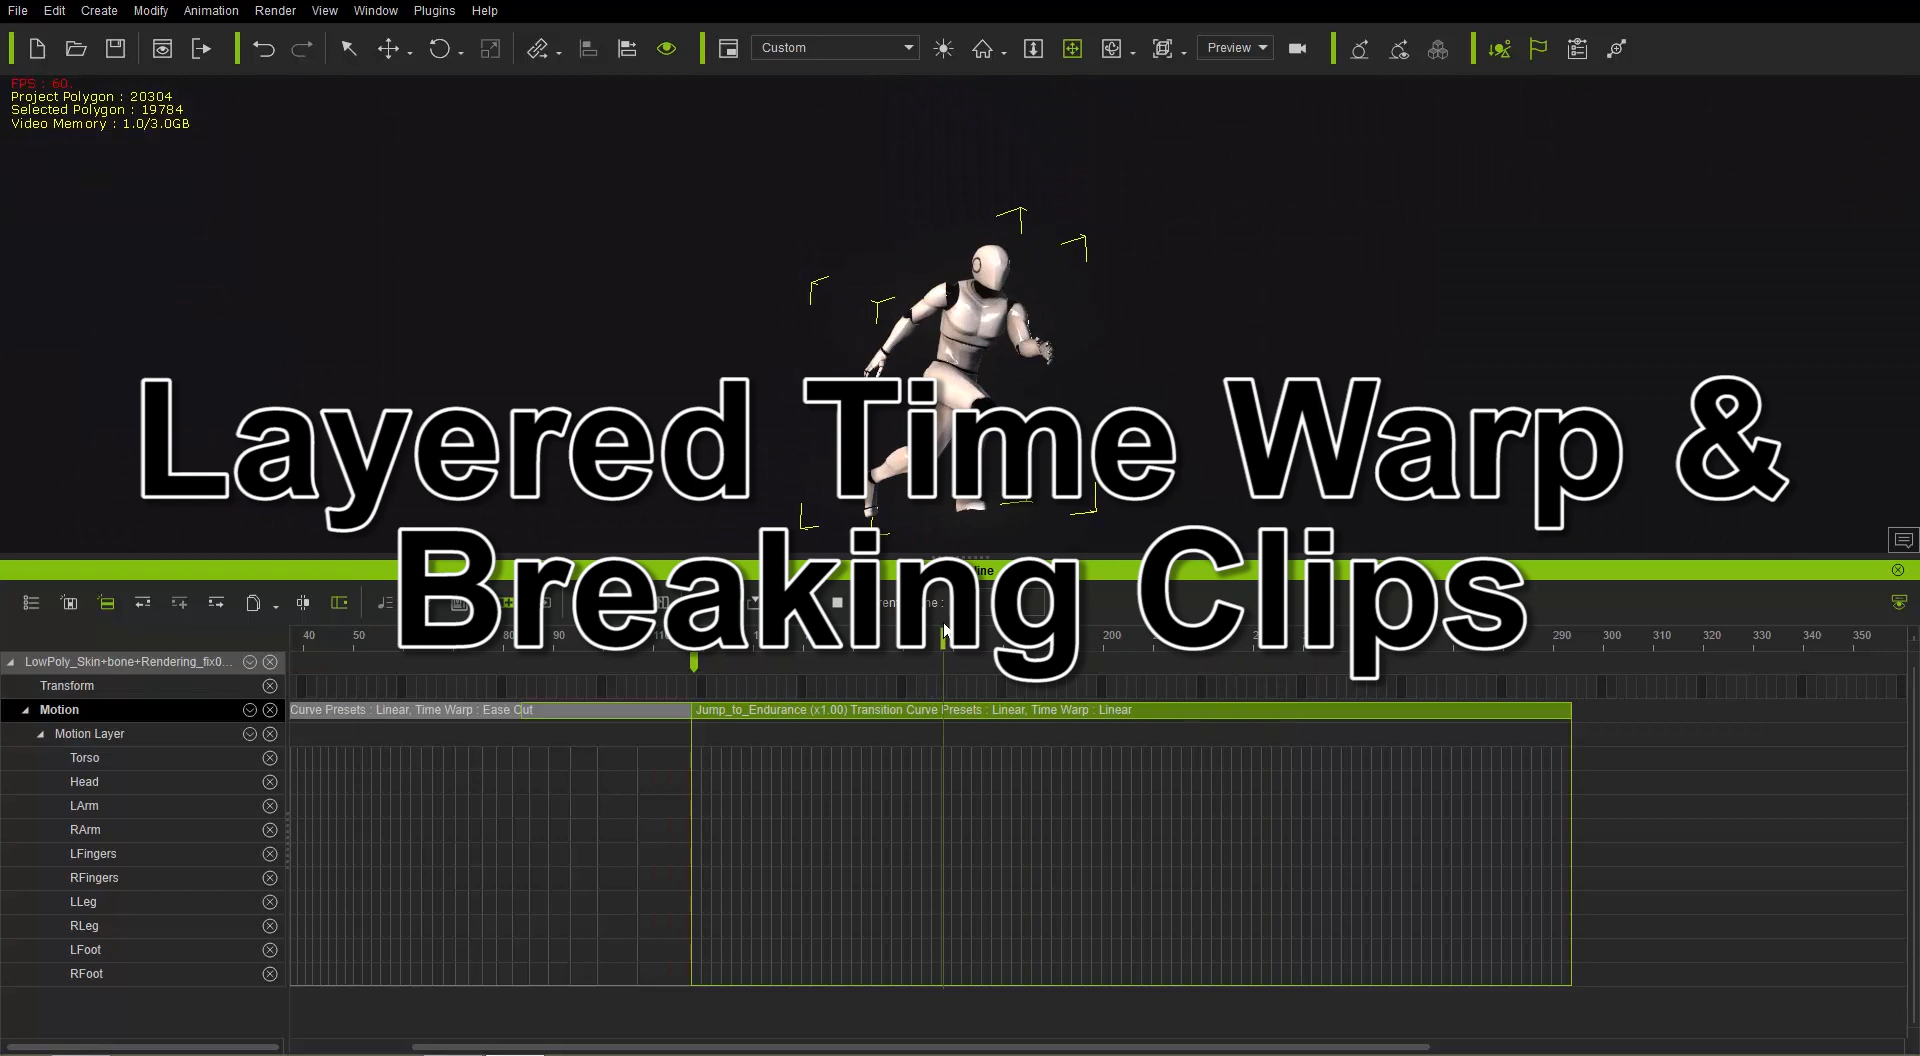 File Edit Create Modify Animation Render View Window Plugins Help
Custom
Preview
FPS : 60
Project Polygon : 20304
Selected Polygon : 19784
Video Memory : 1.0/3.0GB
Layered Time Warp &
Breaking Clips
40 50 80 90 200 290 300 310 320 330 340 350
LowPoly_Skin+bone+Rendering_fix0...
Transform
Motion
Curve Presets : Linear, Time Warp : Ease Out
Jump_to_Endurance (x1.00) Transition Curve Presets : Linear, Time Warp : Linear
Motion Layer
Torso
Head
LArm
RArm
LFingers
RFingers
LLeg
RLeg
LFoot
RFoot